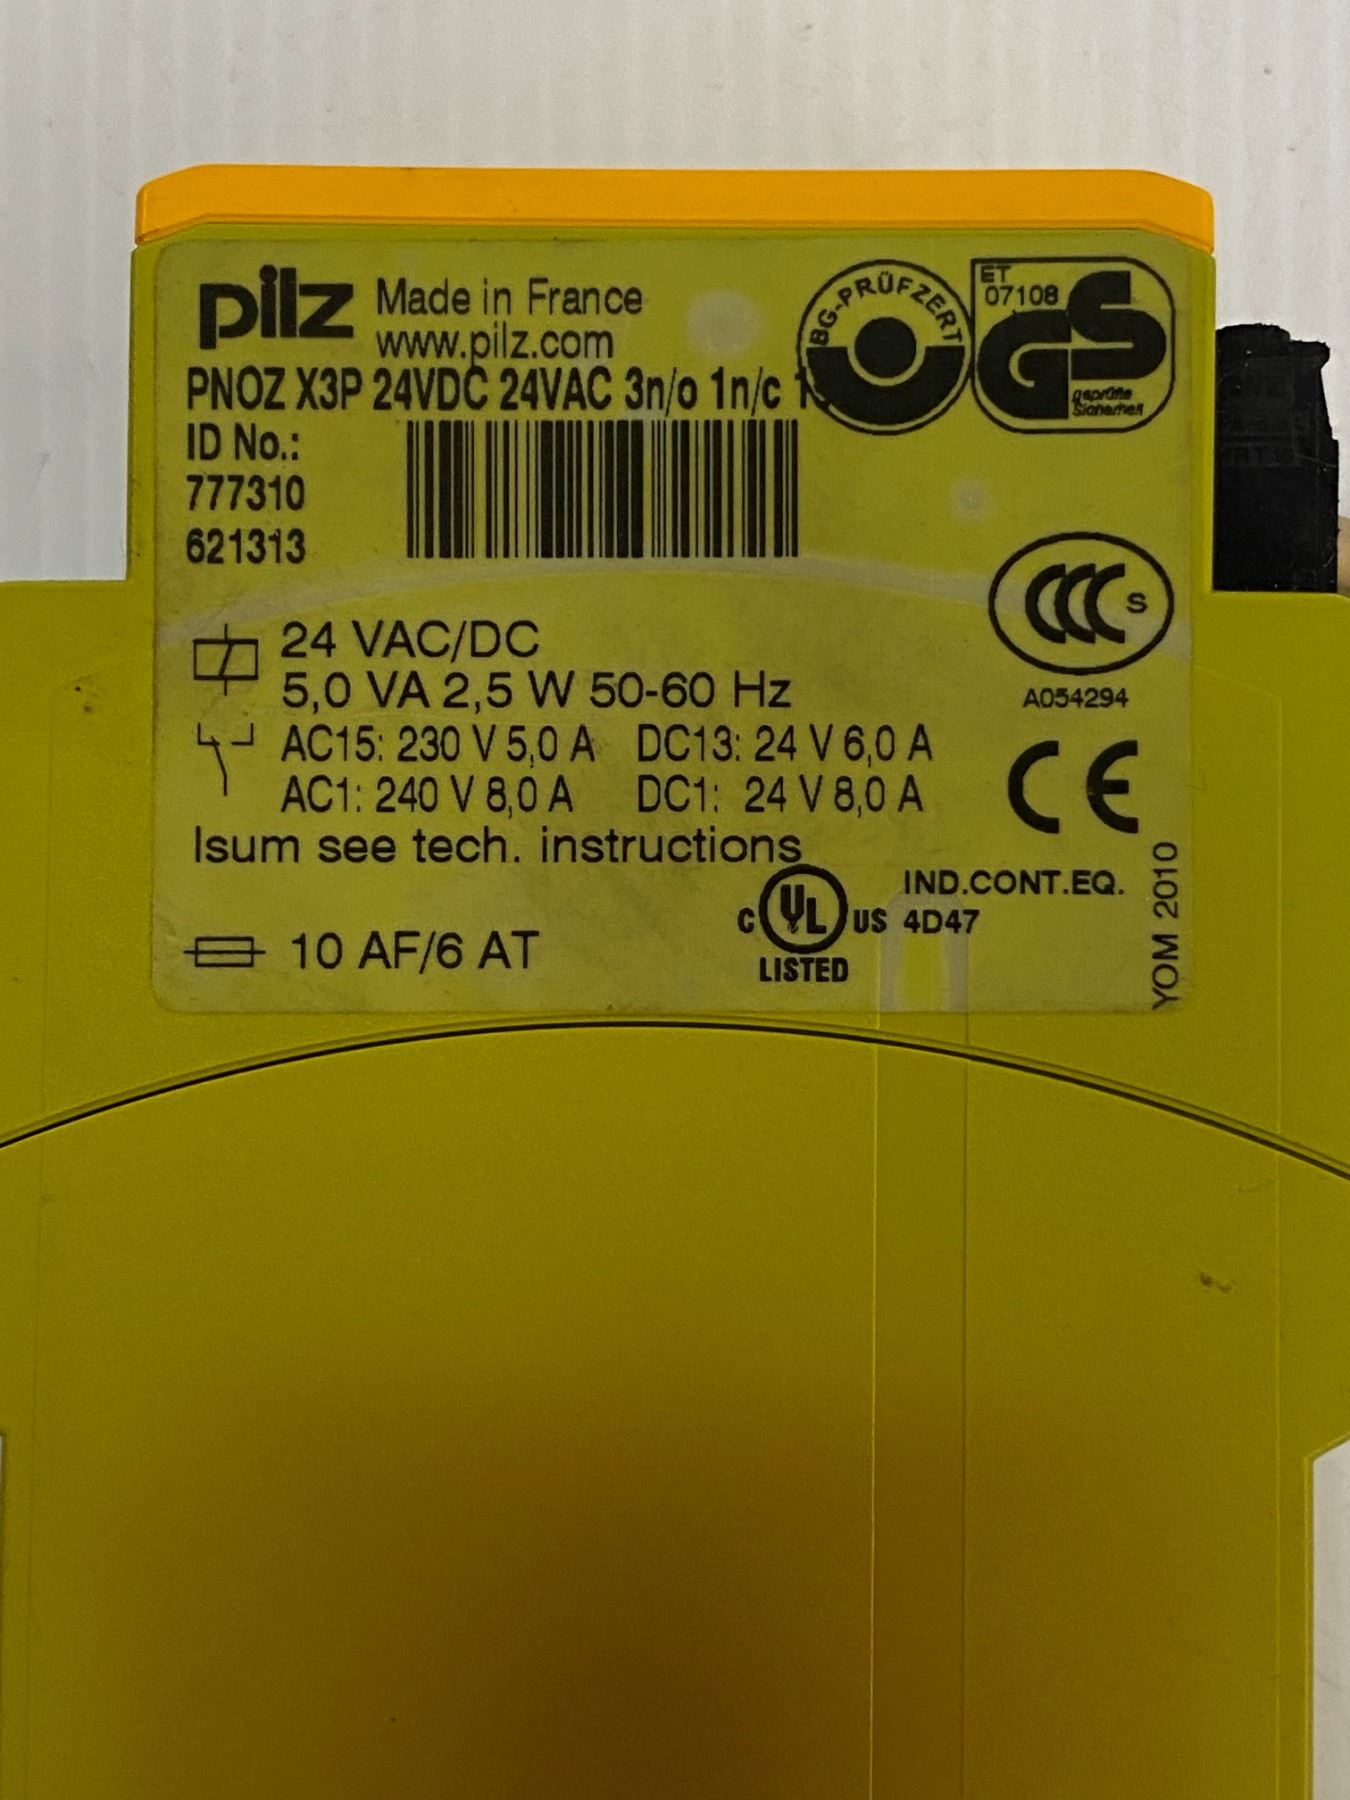 pilz Made in France
www.pilz.com
PNOZ X3P 24VDC 24VAC 3n/o 1n/c 1
ID No.:
777310
621313
BG-PRÜFZERT
ET
07108
GS
geprüfte
Sicherheit
CCC S
A054294
24 VAC/DC
5,0 VA 2,5 W 50-60 Hz
AC15: 230 V 5,0 A DC13: 24 V 6,0 A
AC1: 240 V 8,0 A DC1: 24 V 8,0 A
CE
Isum see tech. instructions
10 AF/6 AT
C UL US
LISTED
IND.CONT.EQ.
4D47
YOM 2010